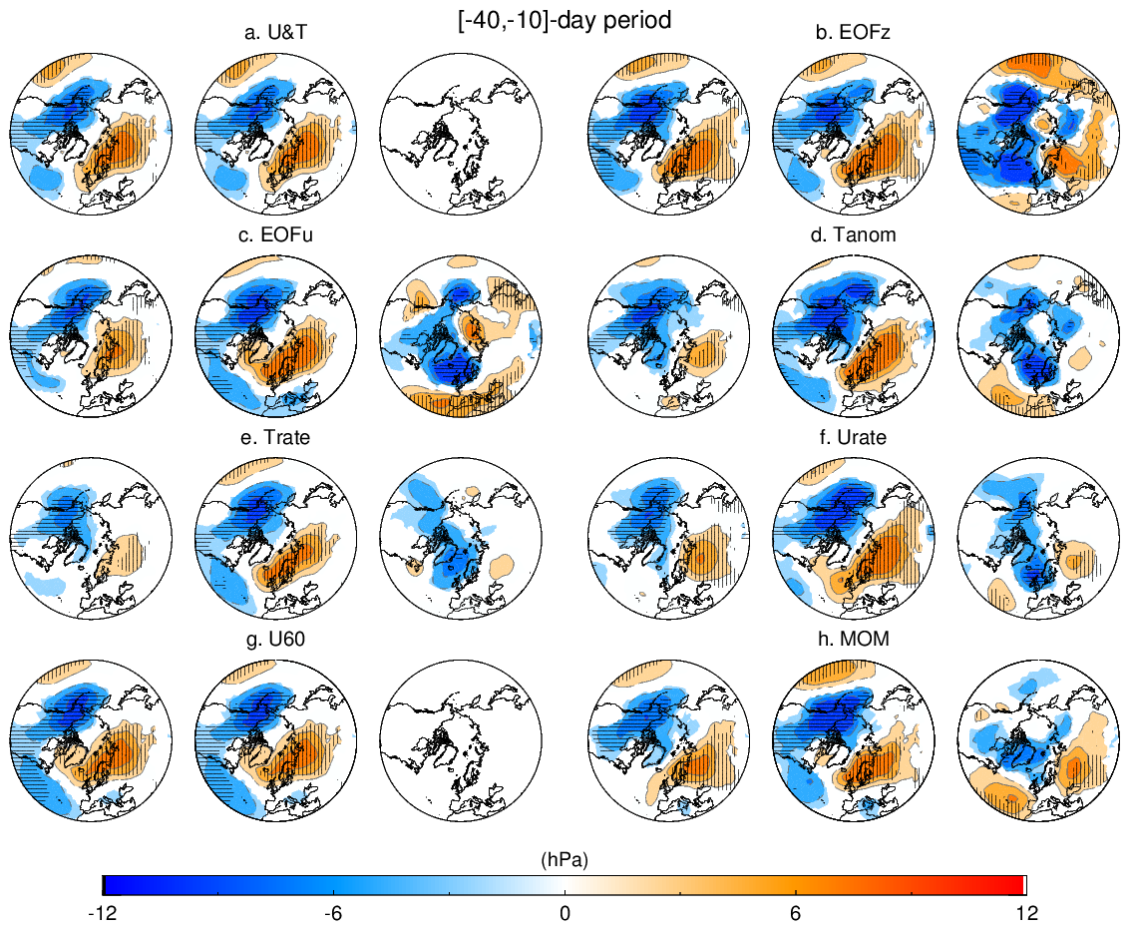 [-40,-10]-day period
a. U&T
b. EOFz
c. EOFu
d. Tanom
e. Trate
f. Urate
g. U60
h. MOM
(hPa)
-12 -6 0 6 12